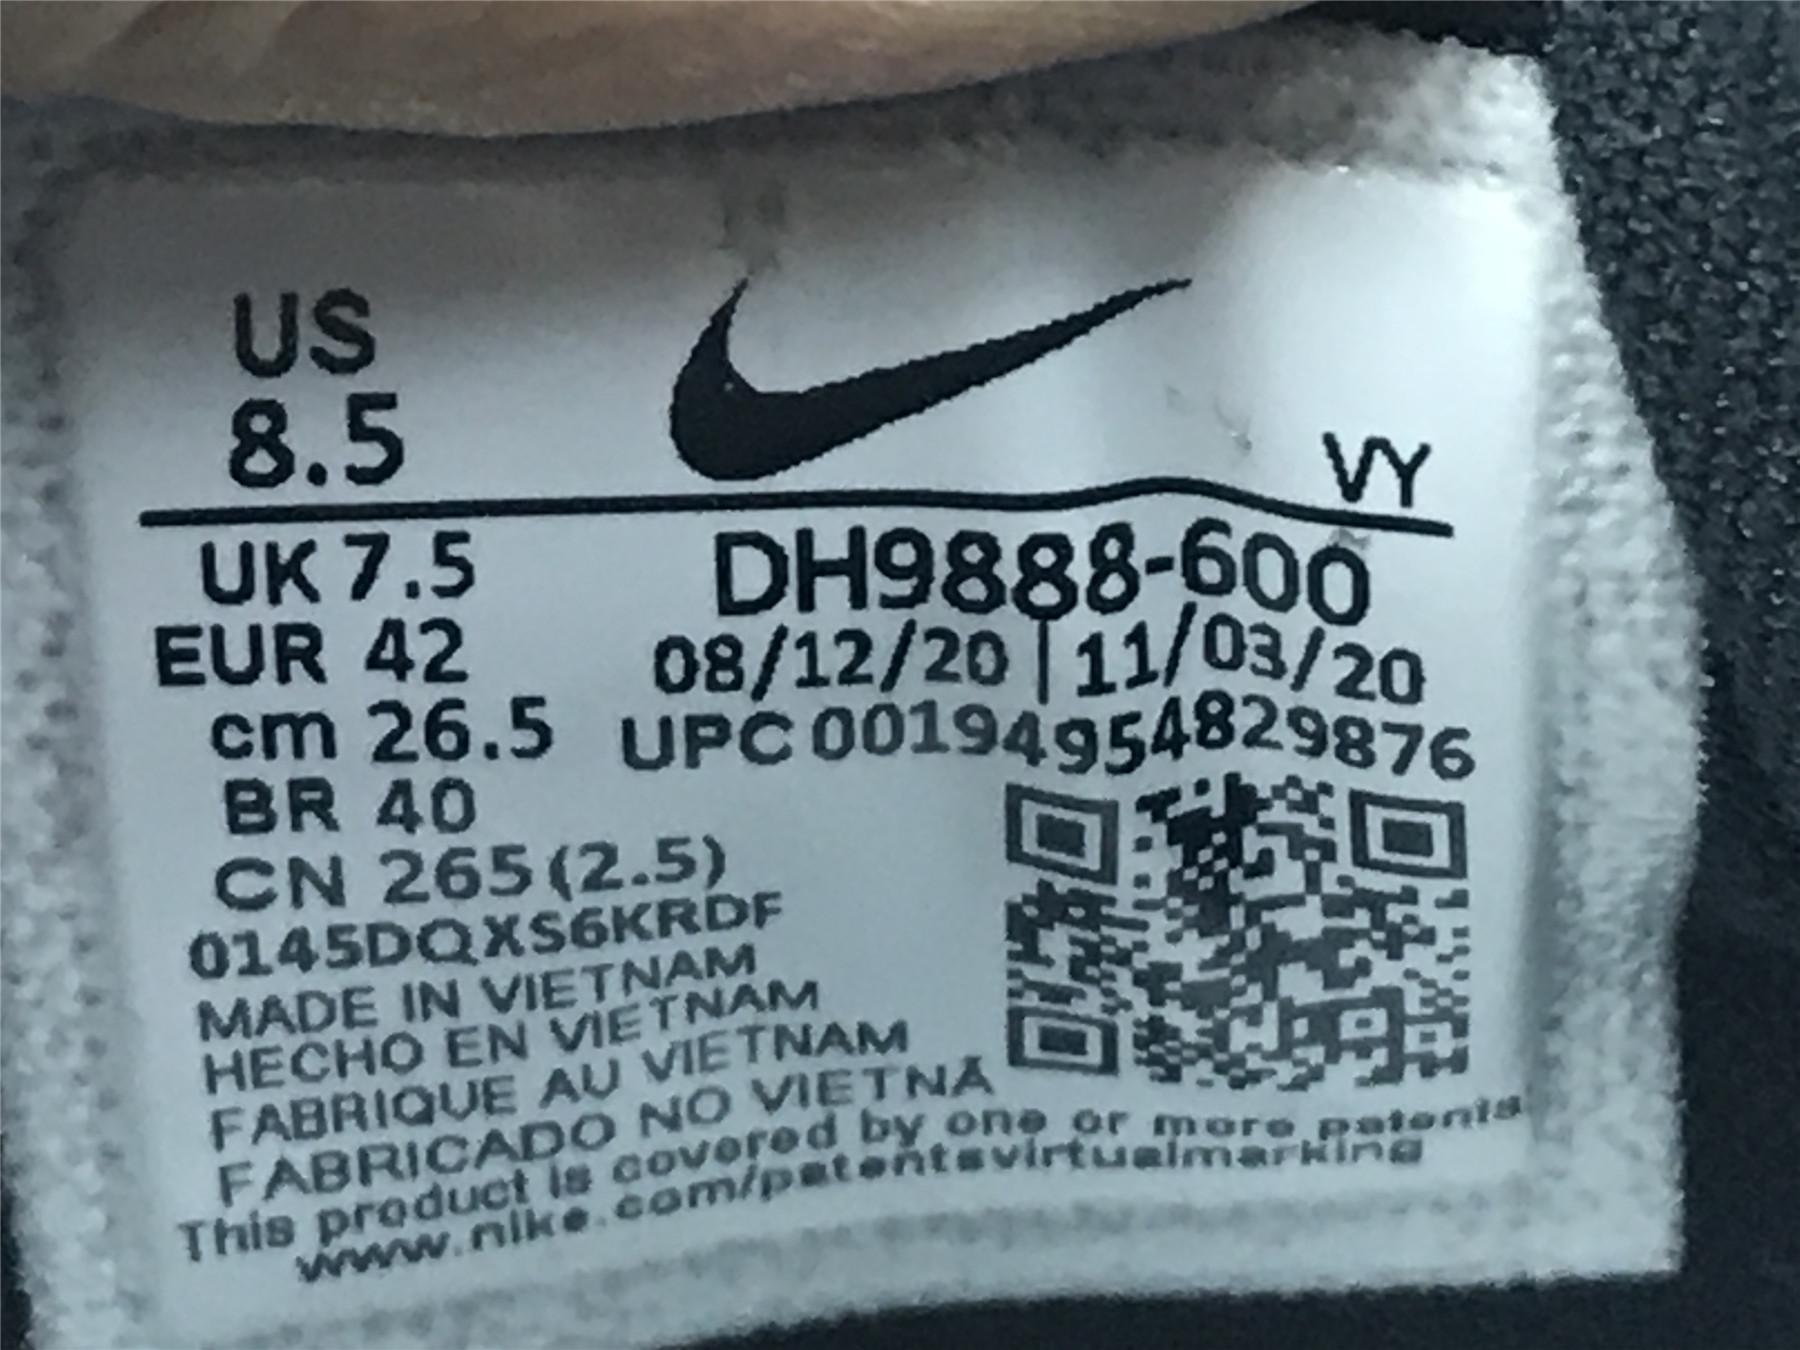 US
8.5
VY
UK 7.5
DH9888-600
EUR 42
08/12/20 | 11/03/20
cm 26.5
UPC 00194954829876
BR 40
CN 265 (2.5)
0145DQXS6KRDF
MADE IN VIETNAM
HECHO EN VIETNAM
FABRIQUE AU VIETNAM
FABRICADO NO VIETNÃ
This product is covered by one or more patents
www.nike.com/patentsvirtualmarking